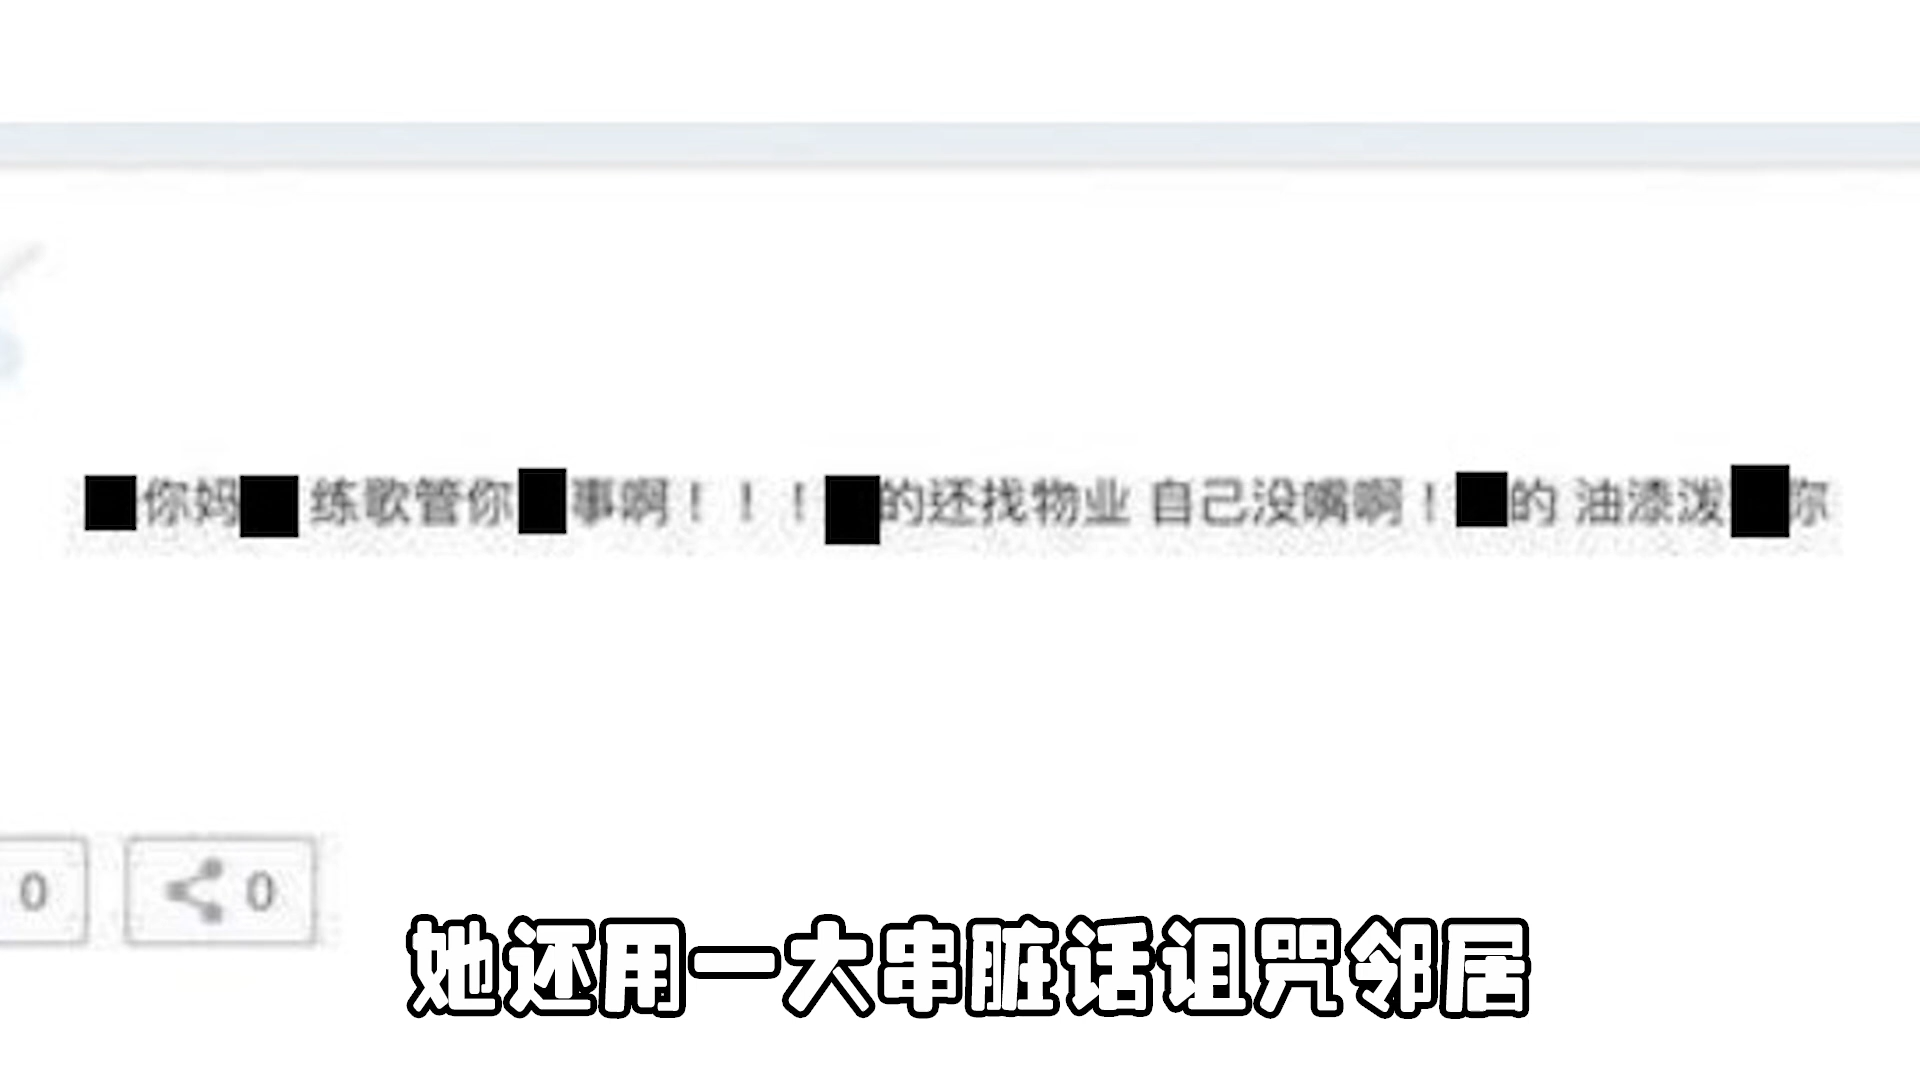 你妈 练歌管你 事啊！！！ 的还找物业 自己没嘴啊！ 的 油漆泼 你
0 0
她还用一大串脏话诅咒邻居